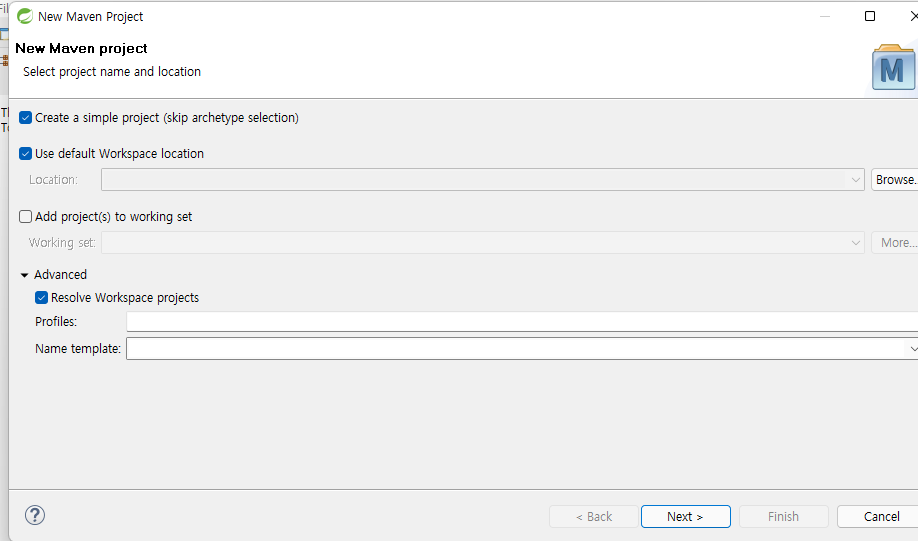 New Maven Project
New Maven project
Select project name and location
M
Create a simple project (skip archetype selection)
Use default Workspace location
Location:
Browse.
Add project(s) to working set
Working set:
More...
Advanced
Resolve Workspace projects
Profiles:
Name template:
?
< Back
Next >
Finish
Cancel